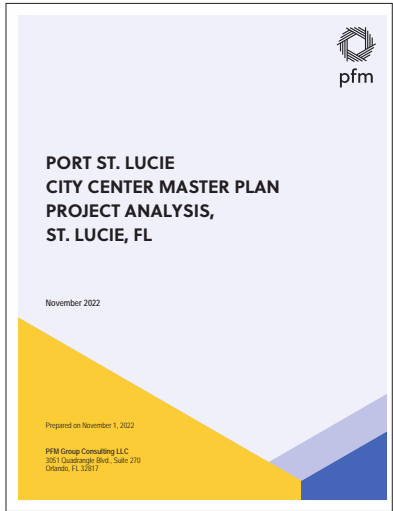 pfm
PORT ST. LUCIE
CITY CENTER MASTER PLAN
PROJECT ANALYSIS,
ST. LUCIE, FL
November 2022
Prepared on November 1, 2022
PFM Group Consulting LLC
3051 Quadrangle Blvd., Suite 270
Orlando, FL 32817